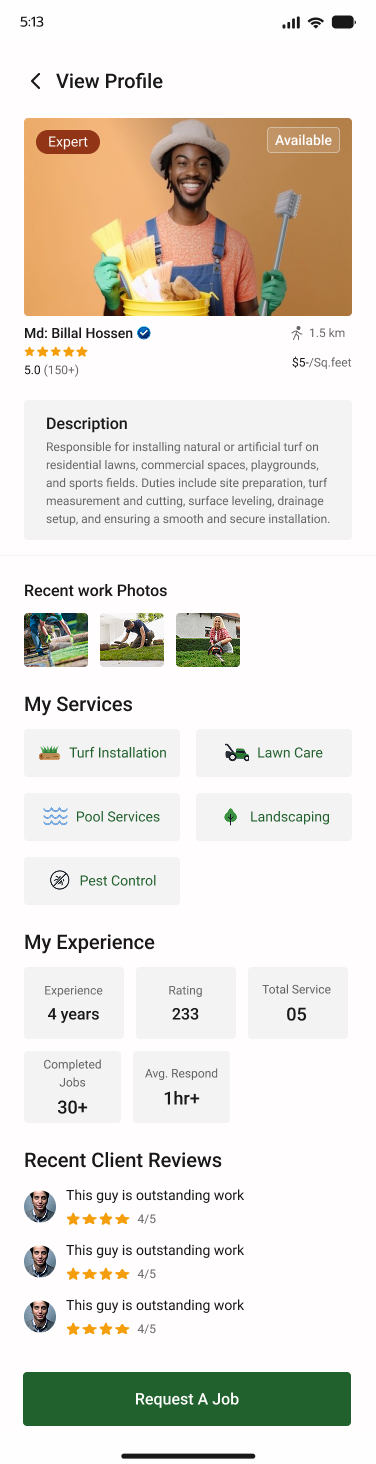 5:13
View Profile
Expert
Available
Md: Billal Hossen
1.5 km
5.0 (150+)
$5-/Sq.feet
Description
Responsible for installing natural or artificial turf on
residential lawns, commercial spaces, playgrounds,
and sports fields. Duties include site preparation, turf
measurement and cutting, surface leveling, drainage
setup, and ensuring a smooth and secure installation.
Recent work Photos
My Services
Turf Installation
Lawn Care
Pool Services
Landscaping
Pest Control
My Experience
Experience
4 years
Rating
233
Total Service
05
Completed
Jobs
30+
Avg. Respond
1hr+
Recent Client Reviews
This guy is outstanding work
4/5
This guy is outstanding work
4/5
This guy is outstanding work
4/5
Request A Job